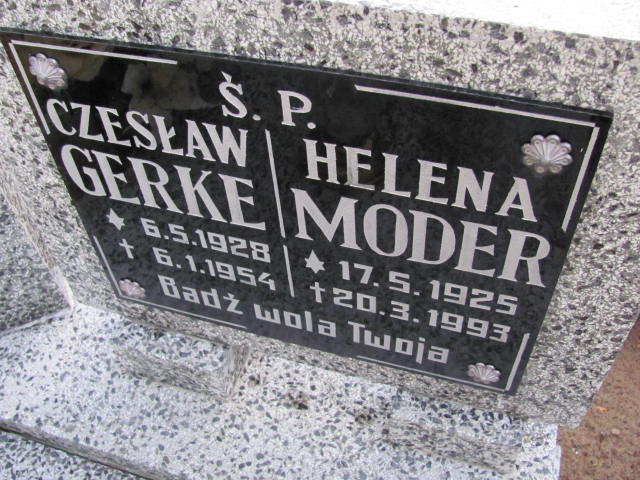 Ś. P.
CZESŁAW
GERKE
* 6.5.1928
† 6.1.1954
HELENA
MODER
* 17.5.1925
† 20.3.1993
Bądź wola Twoja